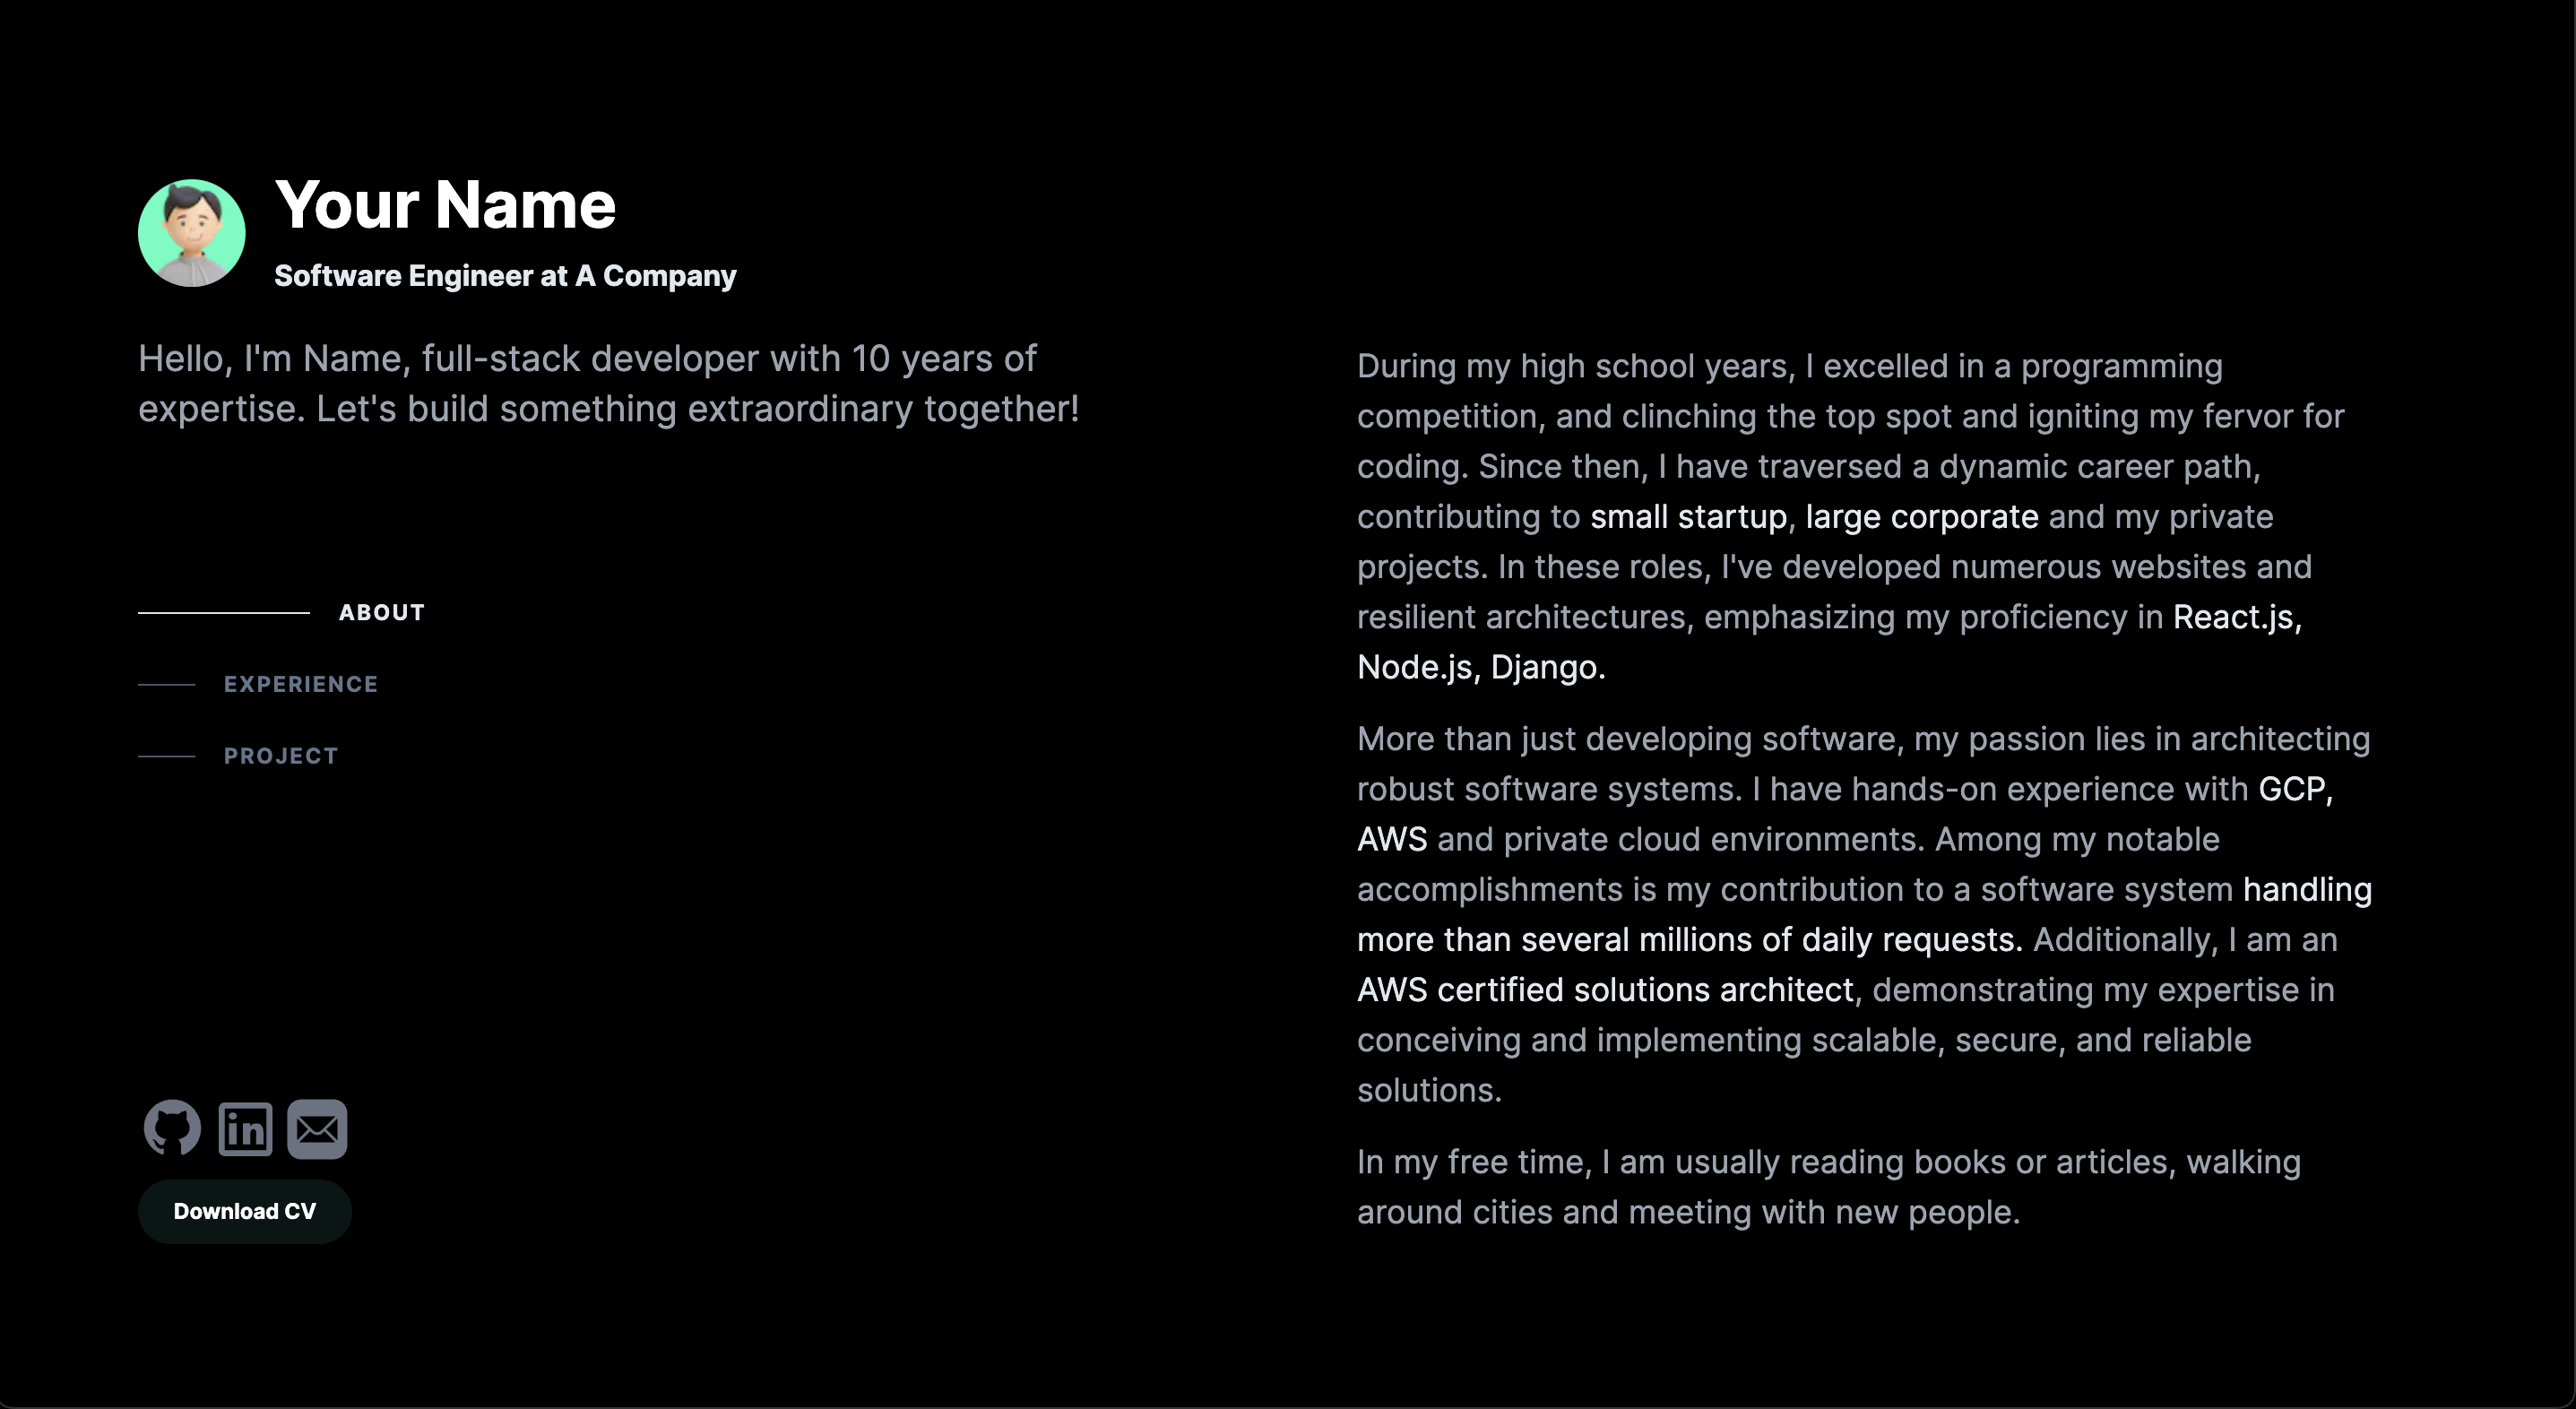 Your Name
Software Engineer at A Company
Hello, I'm Name, full-stack developer with 10 years of
expertise. Let's build something extraordinary together!
ABOUT
EXPERIENCE
PROJECT
in
Download CV
During my high school years, I excelled in a programming
competition, and clinching the top spot and igniting my fervor for
coding. Since then, I have traversed a dynamic career path,
contributing to small startup, large corporate and my private
projects. In these roles, I've developed numerous websites and
resilient architectures, emphasizing my proficiency in React.js,
Node.js, Django.
More than just developing software, my passion lies in architecting
robust software systems. I have hands-on experience with GCP,
AWS and private cloud environments. Among my notable
accomplishments is my contribution to a software system handling
more than several millions of daily requests. Additionally, I am an
AWS certified solutions architect, demonstrating my expertise in
conceiving and implementing scalable, secure, and reliable
solutions.
In my free time, I am usually reading books or articles, walking
around cities and meeting with new people.